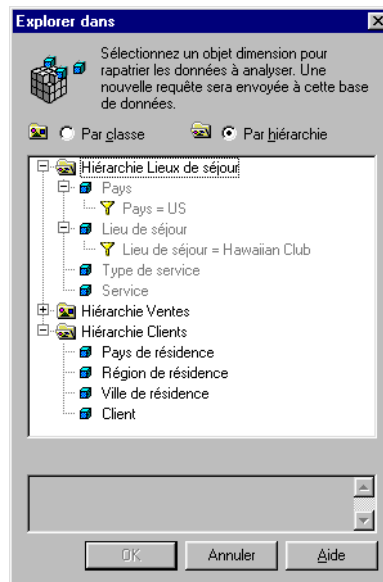 Explorer dans
Sélectionnez un objet dimension pour
rapatrier les données à analyser. Une
nouvelle requête sera envoyée à cette base
de données.
Par classe
Par hiérarchie
Hiérarchie Lieux de séjour
Pays
Pays = US
Lieu de séjour
Lieu de séjour = Hawaiian Club
Type de service
Service
Hiérarchie Ventes
Hiérarchie Clients
Pays de résidence
Région de résidence
Ville de résidence
Client
OK
Annuler
Aide